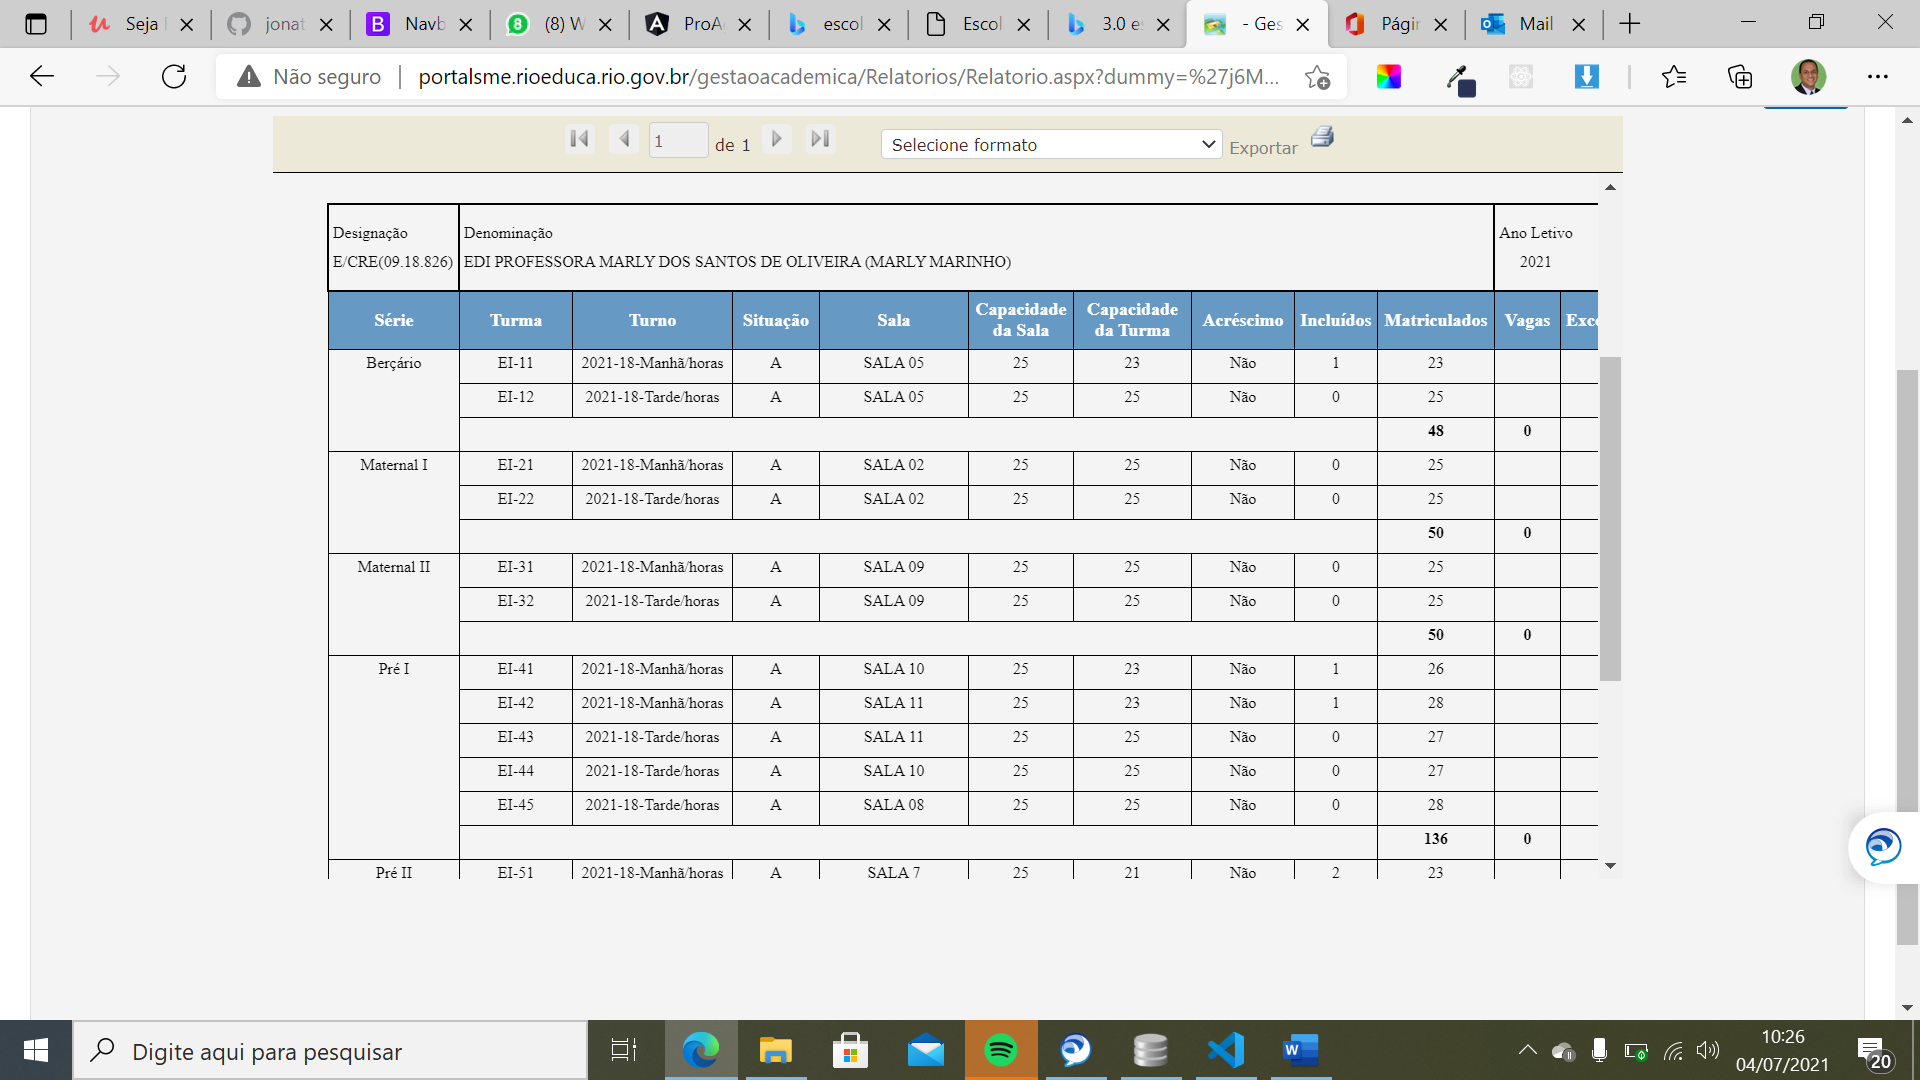 Seja
jonat
Navb
(8) W
ProA
escol
Escol
3.0 e
- Ges
Págin
Mail
Não seguro
portalsme.rioeduca.rio.gov.br/gestaoacademica/Relatorios/Relatorio.aspx?dummy=%27j6M...
1 de 1 Selecione formato Exportar
Designação Denominação Ano Letivo
E/CRE(09.18.826) EDI PROFESSORA MARLY DOS SANTOS DE OLIVEIRA (MARLY MARINHO) 2021
Série Turma Turno Situação Sala Capacidade da Sala Capacidade da Turma Acréscimo Incluídos Matriculados Vagas Exce
Berçário EI-11 2021-18-Manhã/horas A SALA 05 25 23 Não 1 23
EI-12 2021-18-Tarde/horas A SALA 05 25 25 Não 0 25
48 0
Maternal I EI-21 2021-18-Manhã/horas A SALA 02 25 25 Não 0 25
EI-22 2021-18-Tarde/horas A SALA 02 25 25 Não 0 25
50 0
Maternal II EI-31 2021-18-Manhã/horas A SALA 09 25 25 Não 0 25
EI-32 2021-18-Tarde/horas A SALA 09 25 25 Não 0 25
50 0
Pré I EI-41 2021-18-Manhã/horas A SALA 10 25 23 Não 1 26
EI-42 2021-18-Manhã/horas A SALA 11 25 23 Não 1 28
EI-43 2021-18-Tarde/horas A SALA 11 25 25 Não 0 27
EI-44 2021-18-Tarde/horas A SALA 10 25 25 Não 0 27
EI-45 2021-18-Tarde/horas A SALA 08 25 25 Não 0 28
136 0
Pré II EI-51 2021-18-Manhã/horas A SALA 7 25 21 Não 2 23
Digite aqui para pesquisar
10:26
04/07/2021
20